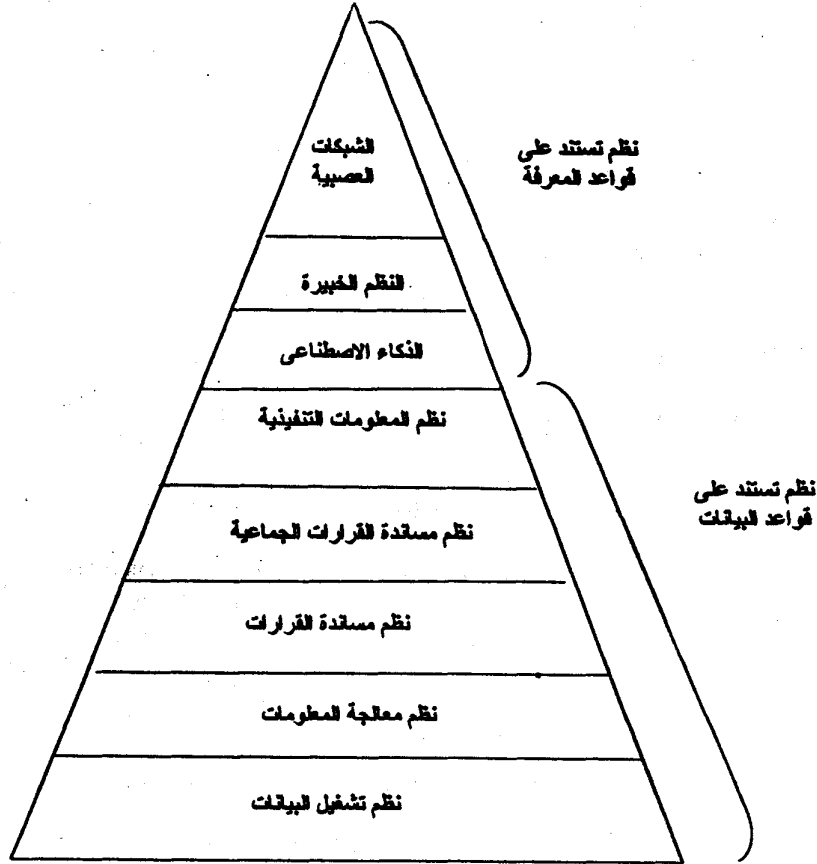 الشبكات
العصبية
نظم تستند على
قواعد المعرفة
النظم الخبيرة
الذكاء الاصطناعى
نظم المعلومات التنفيذية
نظم تستند على
قواعد البيانات
نظم مساندة القرارات الجماعية
نظم مساندة القرارات
نظم معالجة المعلومات
نظم تشغيل البيانات